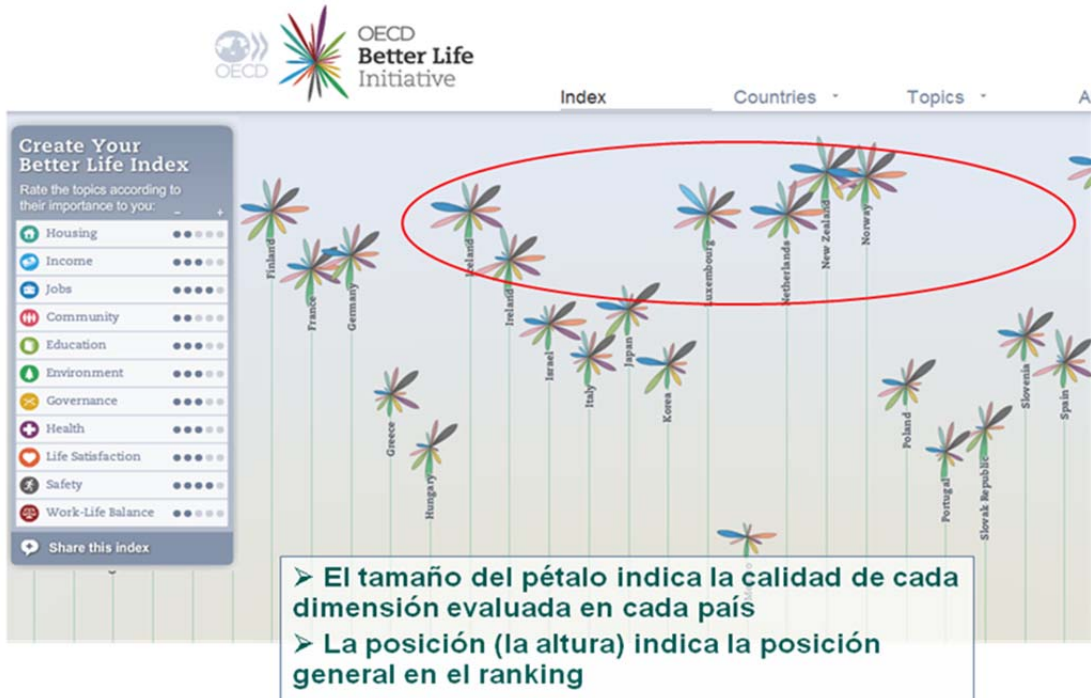 OECD
OECD
Better Life
Initiative
Index
Countries
Topics
A
Create Your
Better Life Index
Rate the topics according to
their importance to you:
- +
Housing
Income
Jobs
Community
Education
Environment
Governance
Health
Life Satisfaction
Safety
Work-Life Balance
Share this index
Finland
France
Germany
Greece
Hungary
Iceland
Ireland
Israel
Italy
Japan
Korea
Luxembourg
Netherlands
New Zealand
Norway
Poland
Portugal
Slovak Republic
Slovenia
Spain
➢ El tamaño del pétalo indica la calidad de cada
dimensión evaluada en cada país
➢ La posición (la altura) indica la posición
general en el ranking